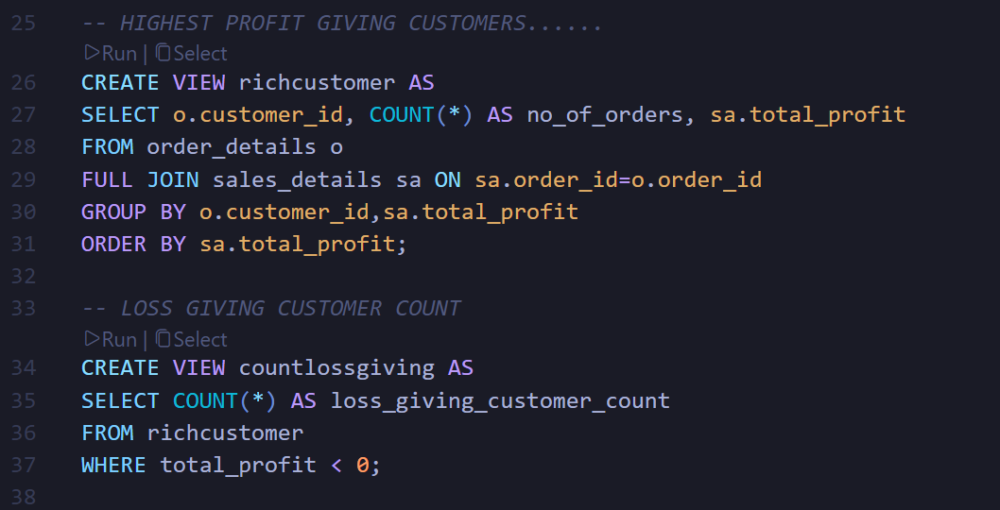 25 -- HIGHEST PROFIT GIVING CUSTOMERS......
Run | Select
26 CREATE VIEW richcustomer AS
27 SELECT o.customer_id, COUNT(*) AS no_of_orders, sa.total_profit
28 FROM order_details o
29 FULL JOIN sales_details sa ON sa.order_id=o.order_id
30 GROUP BY o.customer_id,sa.total_profit
31 ORDER BY sa.total_profit;
32
33 -- LOSS GIVING CUSTOMER COUNT
Run | Select
34 CREATE VIEW countlossgiving AS
35 SELECT COUNT(*) AS loss_giving_customer_count
36 FROM richcustomer
37 WHERE total_profit < 0;
38